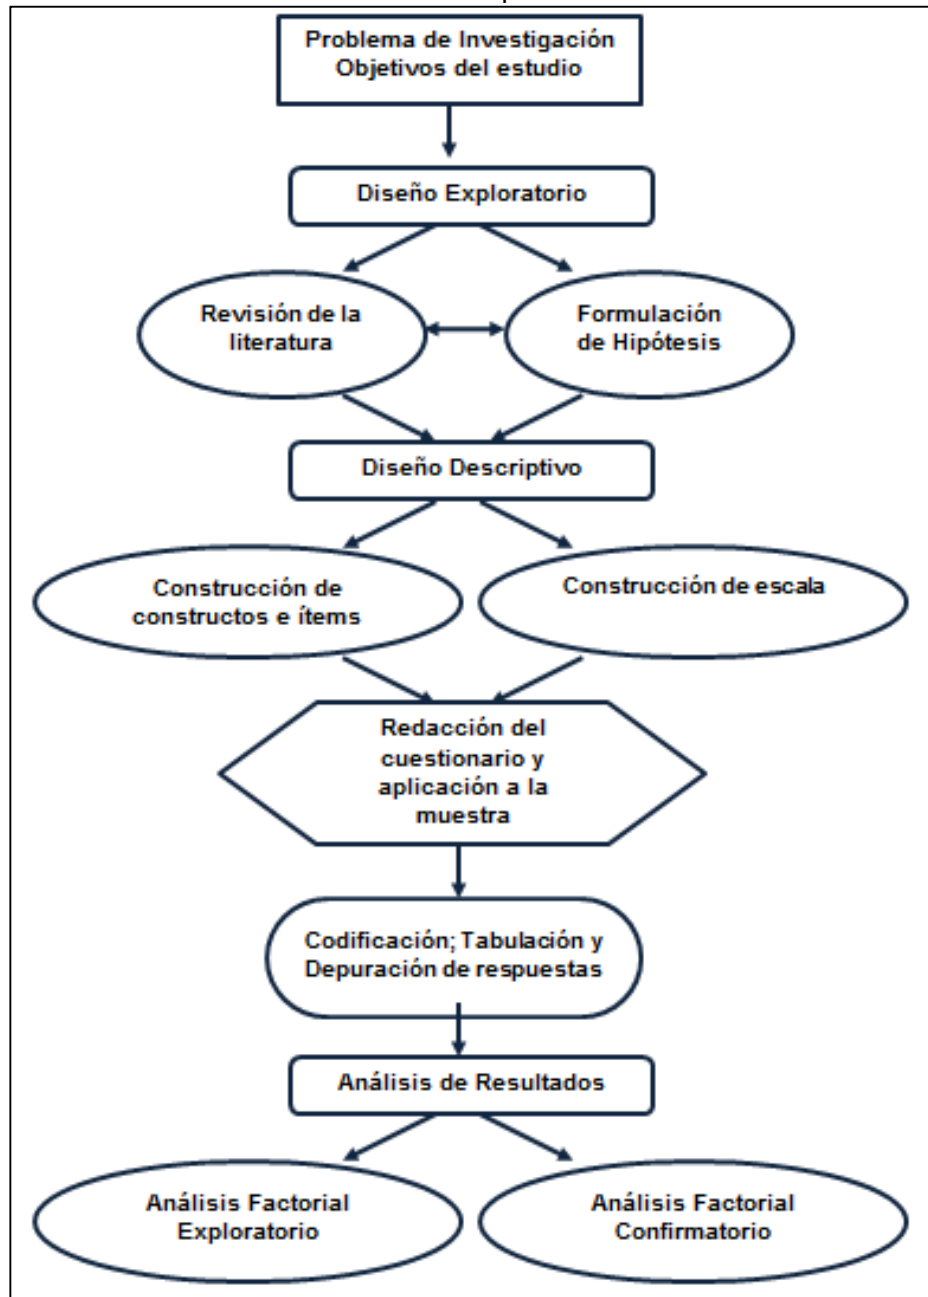 Problema de Investigación
Objetivos del estudio
Diseño Exploratorio
Revisión de la
literatura
Formulación
de Hipótesis
Diseño Descriptivo
Construcción de
constructos e ítems
Construcción de escala
Redacción del
cuestionario y
aplicación a la
muestra
Codificación; Tabulación y
Depuración de respuestas
Análisis de Resultados
Análisis Factorial
Exploratorio
Análisis Factorial
Confirmatorio